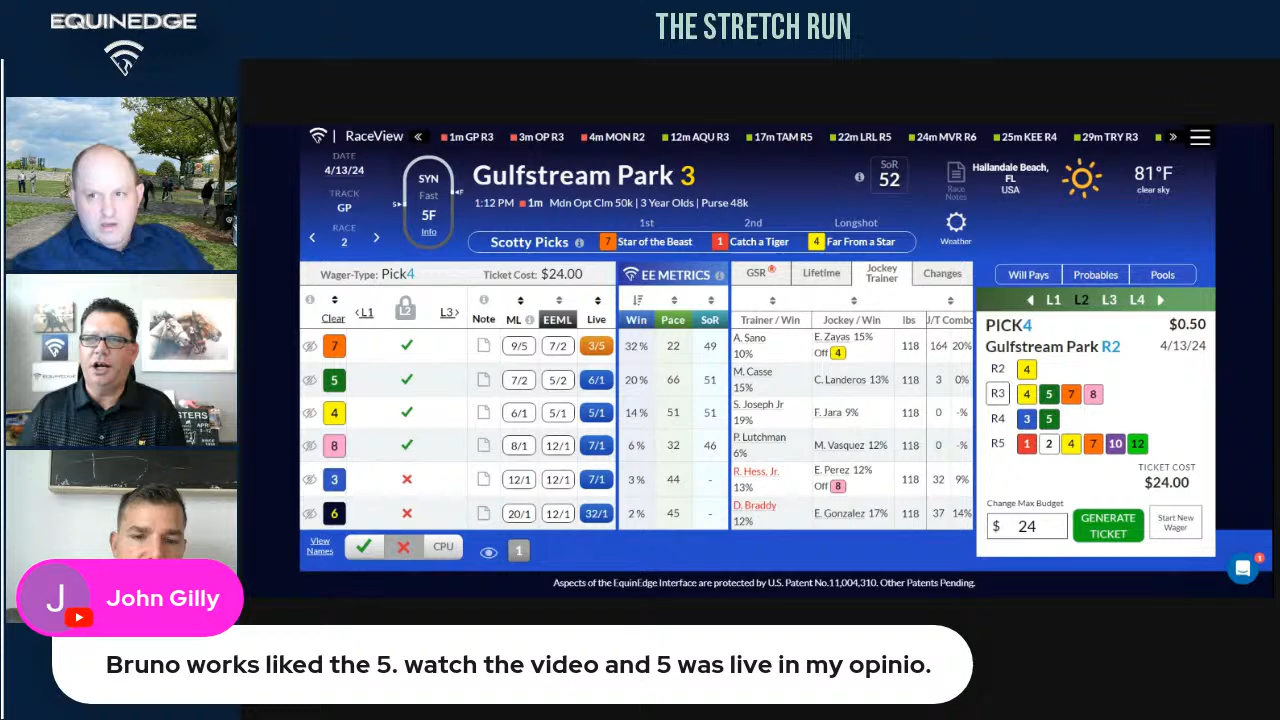 EQUINEDGE
THE STRETCH RUN
RaceView « 1m GP R3 3m OP R3 4m MON R2 12m AQU R3 17m TAM R5 22m LRL R5 24m MVR R6 25m KEE R4 29m TRY R3 »
DATE
4/13/24
TRACK
GP
RACE
2
SYN
Fast
5F
Info
Gulfstream Park 3
1:12 PM 1m | Mdn Opt Clm 50k | 3 Year Olds | Purse 48k
SoR
52
Race Notes
Hallandale Beach, FL
USA
81°F
clear sky
Weather
1st 2nd Longshot
Scotty Picks 7 Star of the Beast 1 Catch a Tiger 4 Far From a Star
Wager-Type: Pick4 Ticket Cost: $24.00
EE METRICS
GSR® Lifetime Jockey Trainer Changes
Clear <L1 L2 L3> Note ML EEML Live Win Pace SoR Trainer / Win Jockey / Win lbs J/T Combo
7 9/5 7/2 3/5 32% 22 49 A. Sano 10% E. Zayas 15% Off 4 118 164 20%
5 7/2 5/2 6/1 20% 66 51 M. Casse 15% C. Landeros 13% 118 3 0%
4 6/1 5/1 5/1 14% 51 51 S. Joseph Jr 19% F. Jara 9% 118 0 -%
8 8/1 12/1 7/1 6% 32 46 P. Lutchman 6% M. Vasquez 12% 118 0 -%
3 12/1 12/1 7/1 3% 44 - R. Hess, Jr. 13% E. Perez 12% Off 8 118 32 9%
6 20/1 12/1 32/1 2% 45 - D. Braddy 12% E. Gonzalez 17% 118 37 14%
View Names CPU 1
Will Pays Probables Pools
L1 L2 L3 L4
PICK4 $0.50
Gulfstream Park R2 4/13/24
R2 4
R3 4 5 7 8
R4 3 5
R5 1 2 4 7 10 12
TICKET COST
$24.00
Change Max Budget
$ 24
GENERATE TICKET
Start New Wager
1
Aspects of the EquinEdge Interface are protected by U.S. Patent No.11,004,310. Other Patents Pending.
J
John Gilly
Bruno works liked the 5. watch the video and 5 was live in my opinio.